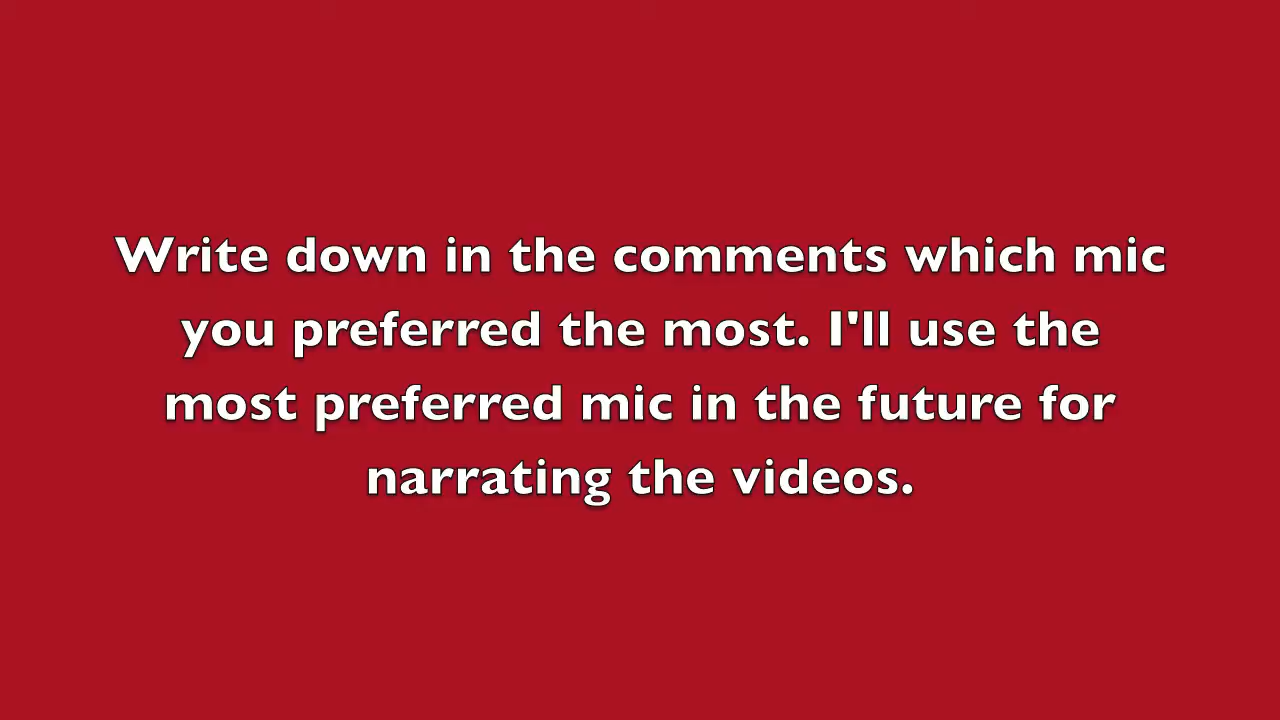 Write down in the comments which mic
you preferred the most. I'll use the
most preferred mic in the future for
narrating the videos.